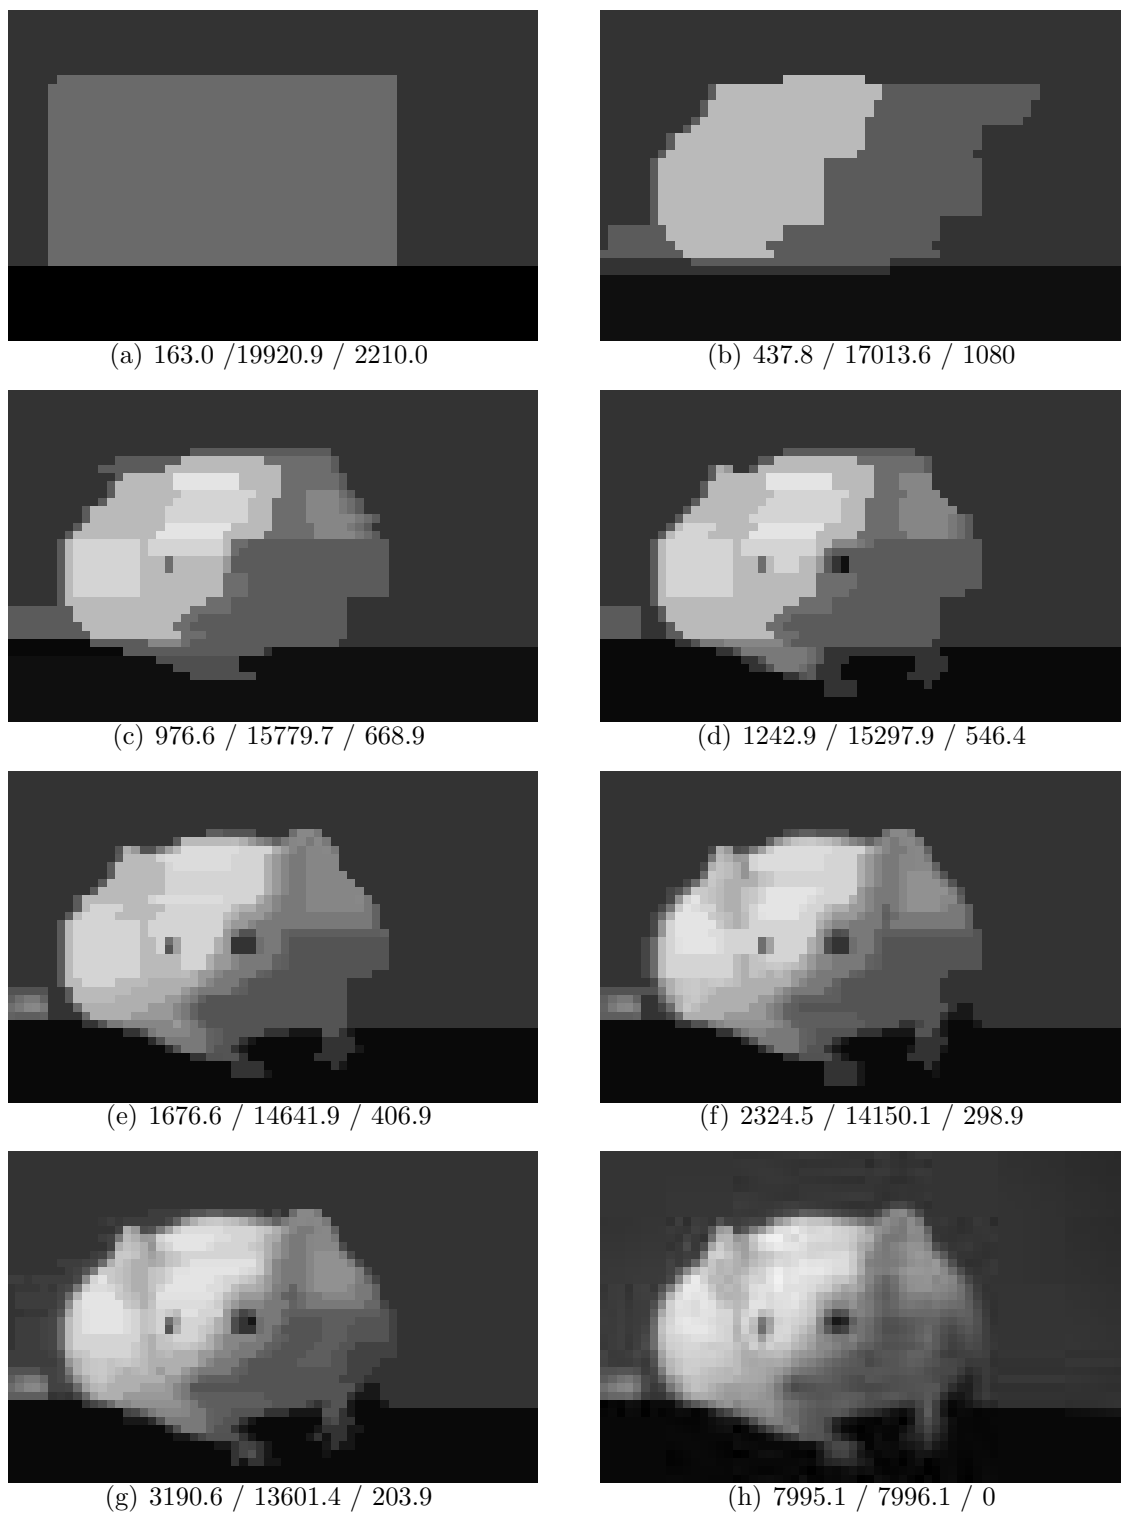 (a) 163.0 /19920.9 / 2210.0
(b) 437.8 / 17013.6 / 1080
(c) 976.6 / 15779.7 / 668.9
(d) 1242.9 / 15297.9 / 546.4
(e) 1676.6 / 14641.9 / 406.9
(f) 2324.5 / 14150.1 / 298.9
(g) 3190.6 / 13601.4 / 203.9
(h) 7995.1 / 7996.1 / 0